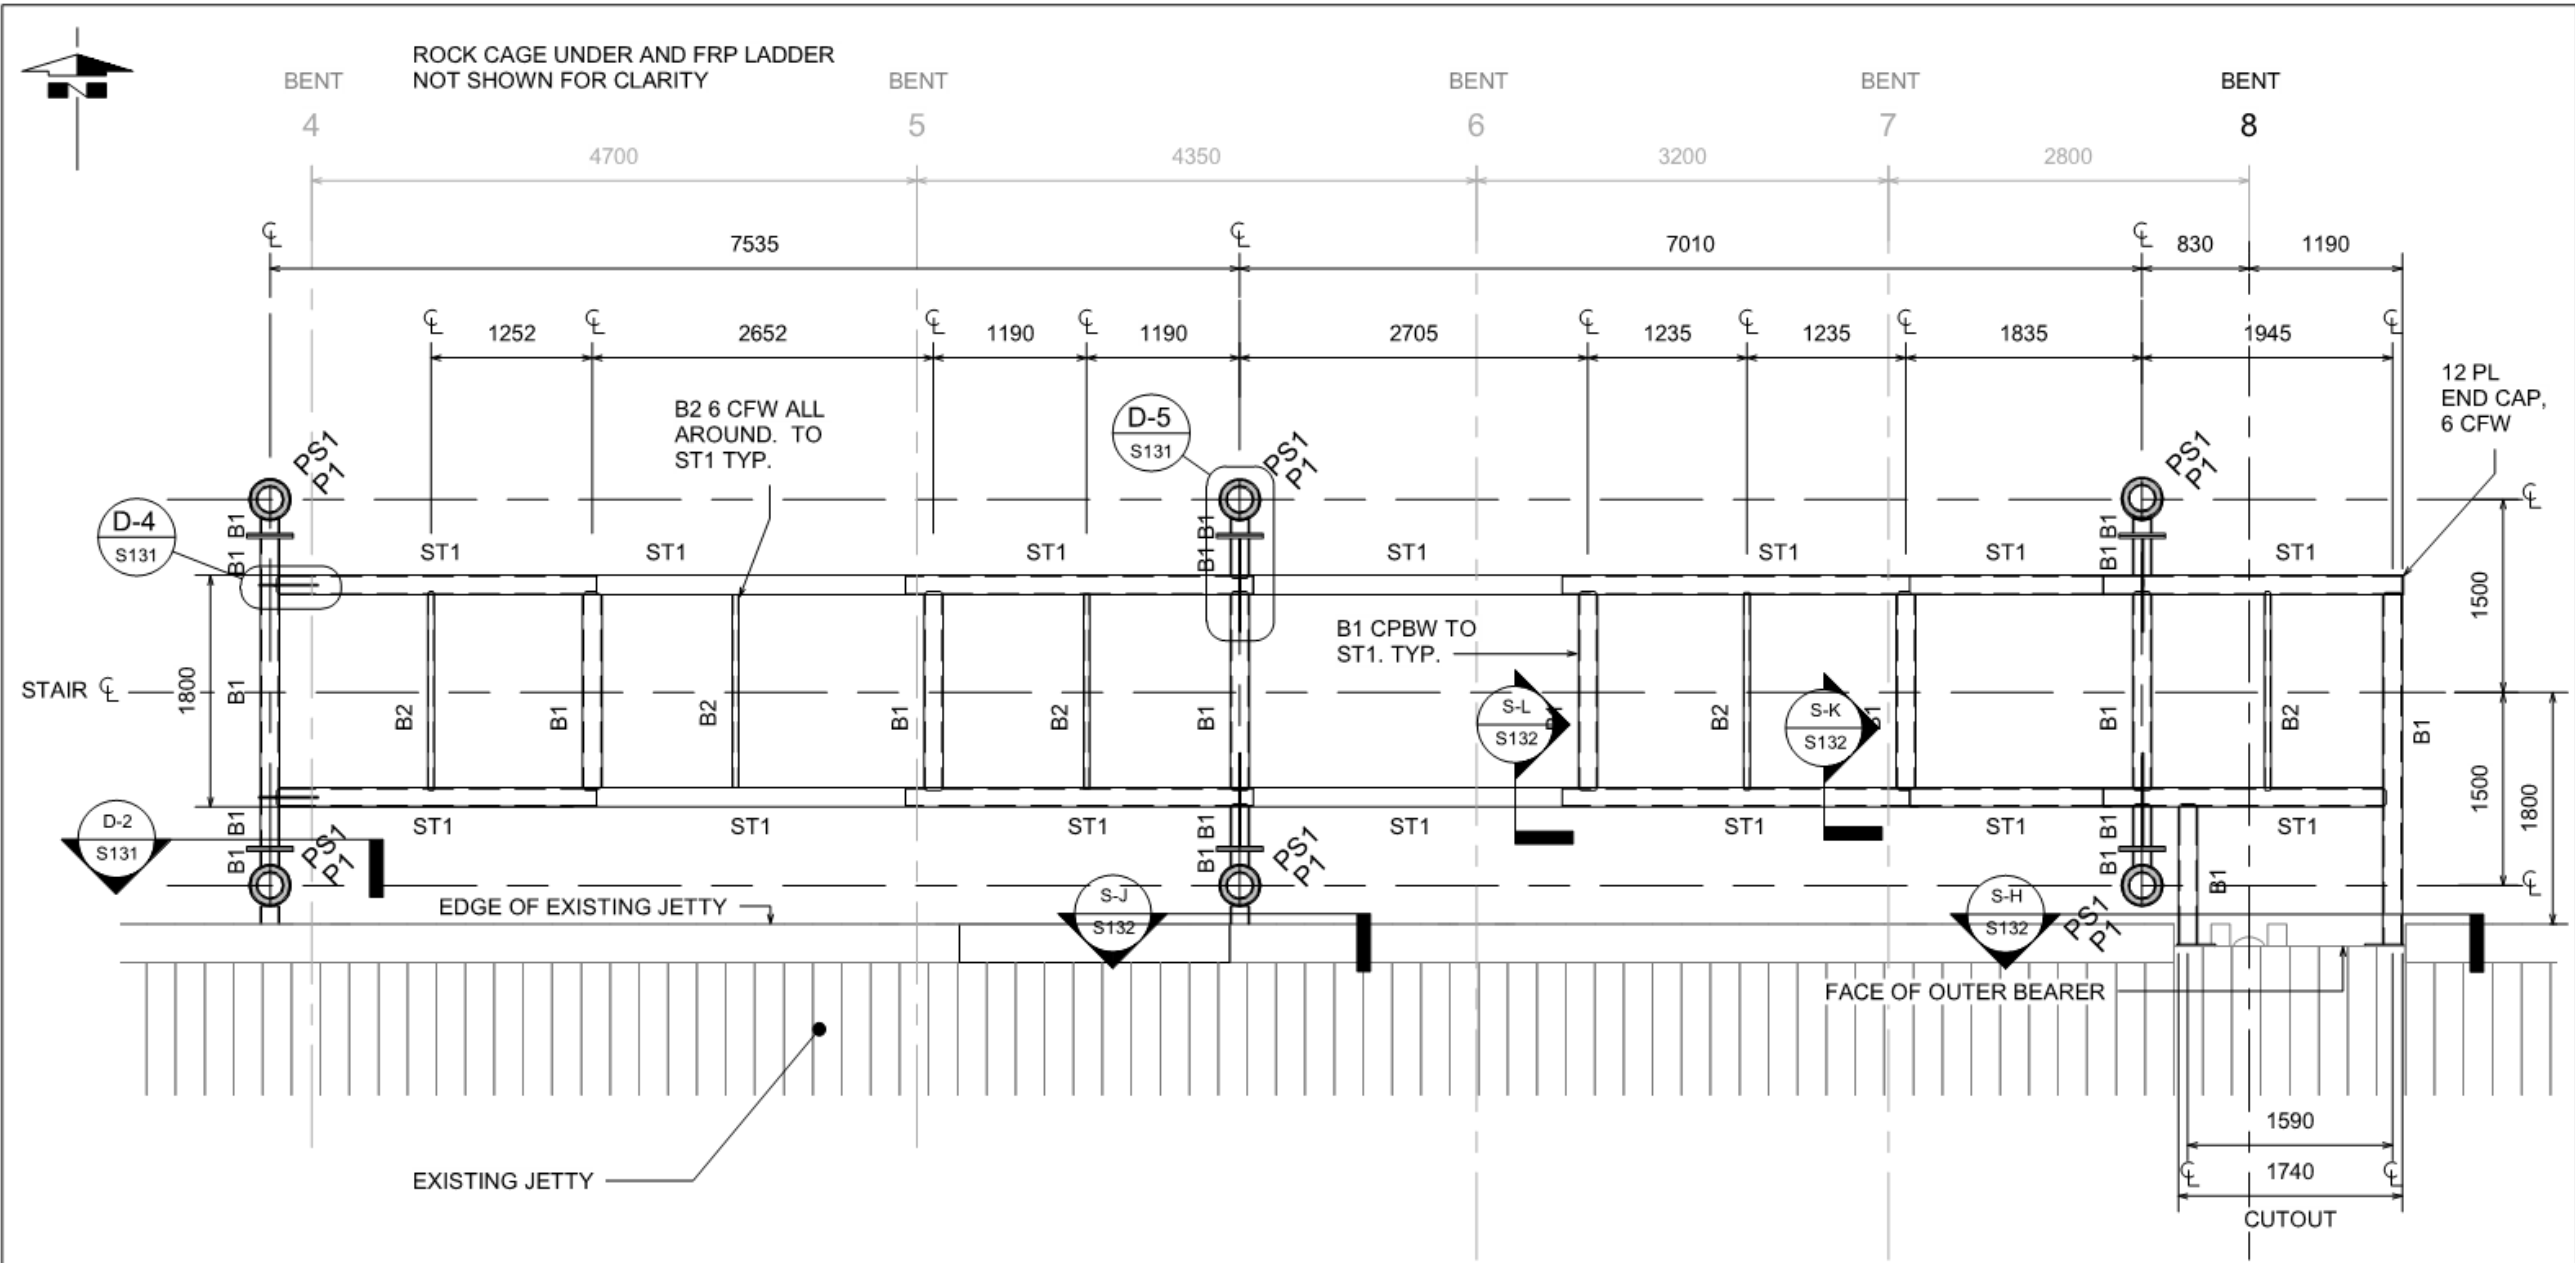 ROCK CAGE UNDER AND FRP LADDER
NOT SHOWN FOR CLARITY
BENT
BENT
BENT
BENT
BENT
4
5
6
7
8
N
4700
4350
3200
2800
7535
7010
830
1190
1252
2652
1190
1190
2705
1235
1235
1835
1945
12 PL
END CAP,
6 CFW
B2 6 CFW ALL
AROUND. TO
ST1 TYP.
D-5
S131
PS1
P1
PS1
P1
PS1
P1
D-4
S131
B1
B1
B1
B1
B1
B1
ST1
ST1
ST1
ST1
ST1
ST1
ST1
1500
B1 CPBW TO
ST1. TYP.
STAIR
1800
B1
B2
B1
B2
B1
B2
B1
S-L
S132
B2
S-K
S132
B1
B1
B2
B1
1500
1800
D-2
S131
B1
B1
B1
B1
B1
B1
ST1
ST1
ST1
ST1
ST1
ST1
ST1
PS1
P1
PS1
P1
PS1
P1
B1
EDGE OF EXISTING JETTY
S-J
S132
S-H
S132
FACE OF OUTER BEARER
EXISTING JETTY
1590
1740
CUTOUT